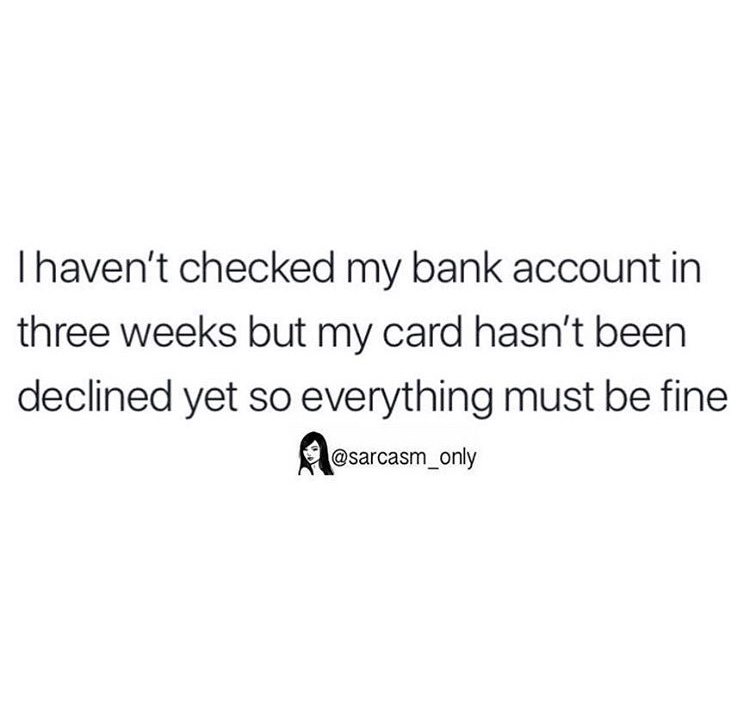 I haven't checked my bank account in
three weeks but my card hasn't been
declined yet so everything must be fine
@sarcasm_only